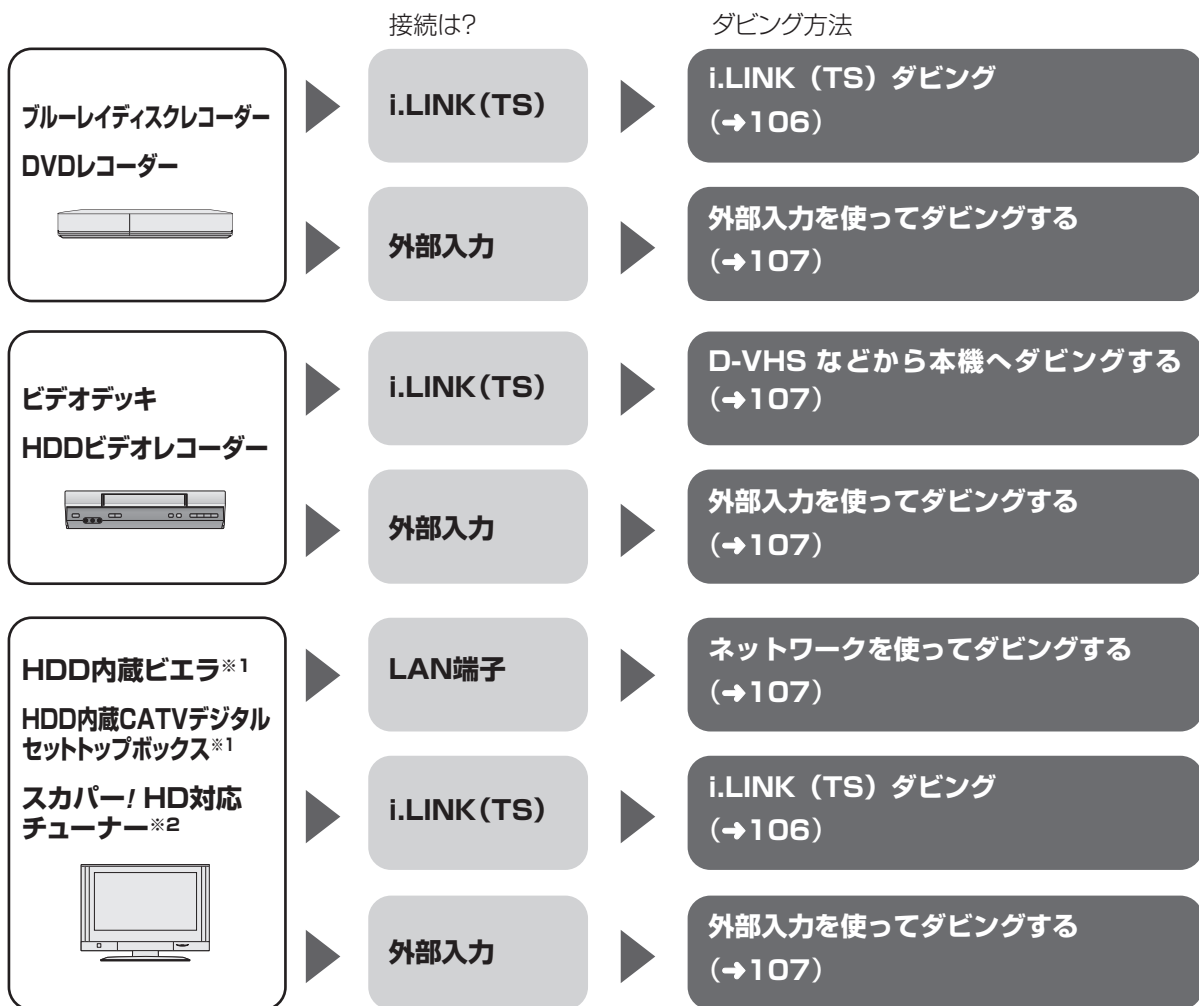 接続は?
ダビング方法
ブルーレイディスクレコーダー
DVDレコーダー
i.LINK(TS)
i.LINK（TS）ダビング
(➜106)
外部入力
外部入力を使ってダビングする
(➜107)
ビデオデッキ
HDDビデオレコーダー
i.LINK(TS)
D-VHS などから本機へダビングする
(➜107)
外部入力
外部入力を使ってダビングする
(➜107)
HDD内蔵ビエラ※1
HDD内蔵CATVデジタル
セットトップボックス※1
スカパー! HD対応
チューナー※2
LAN端子
ネットワークを使ってダビングする
(➜107)
i.LINK(TS)
i.LINK（TS）ダビング
(➜106)
外部入力
外部入力を使ってダビングする
(➜107)